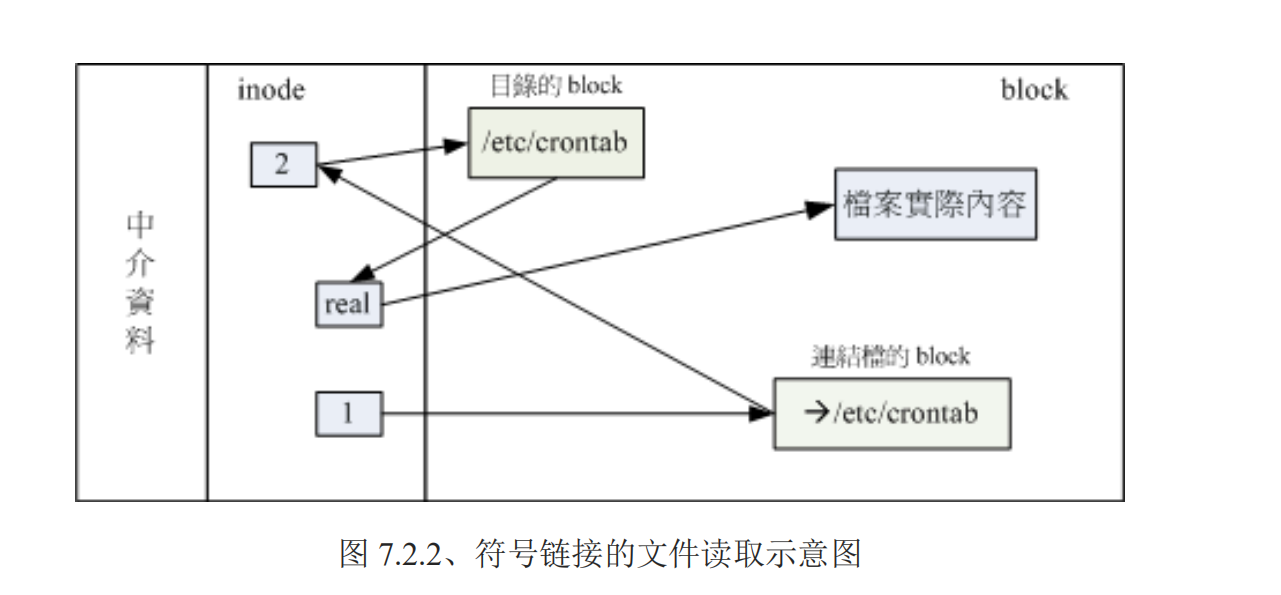 中介資料
inode
目錄的 block
block
/etc/crontab
2
檔案實際內容
real
連結檔的 block
1
→/etc/crontab
图 7.2.2、符号链接的文件读取示意图